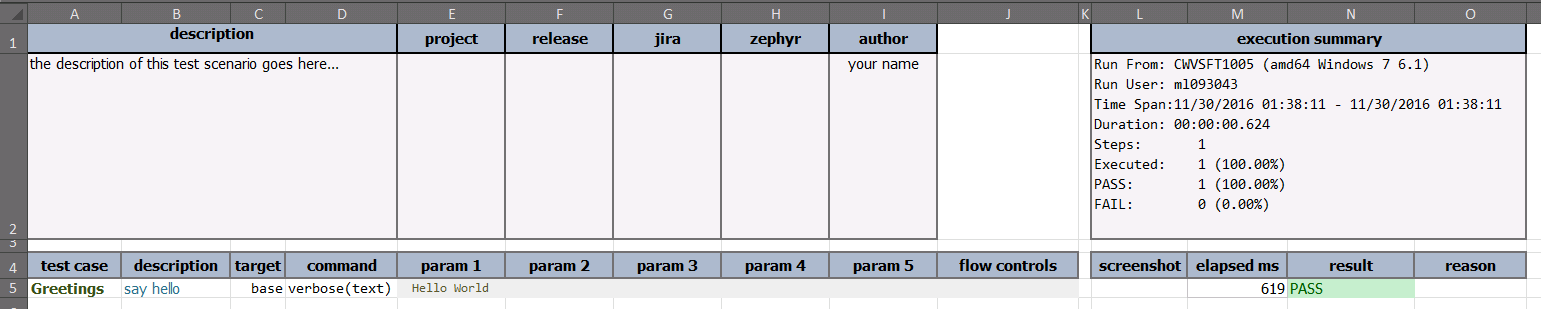 A B C D E F G H I J K L M N O
1 description project release jira zephyr author execution summary
the description of this test scenario goes here... your name
Run From: CWVSFT1005 (amd64 Windows 7 6.1)
Run User: ml093043
Time Span:11/30/2016 01:38:11 - 11/30/2016 01:38:11
Duration: 00:00:00.624
Steps: 1
Executed: 1 (100.00%)
PASS: 1 (100.00%)
FAIL: 0 (0.00%)
2
3
4 test case description target command param 1 param 2 param 3 param 4 param 5 flow controls screenshot elapsed ms result reason
5 Greetings say hello base verbose(text) Hello World 619 PASS